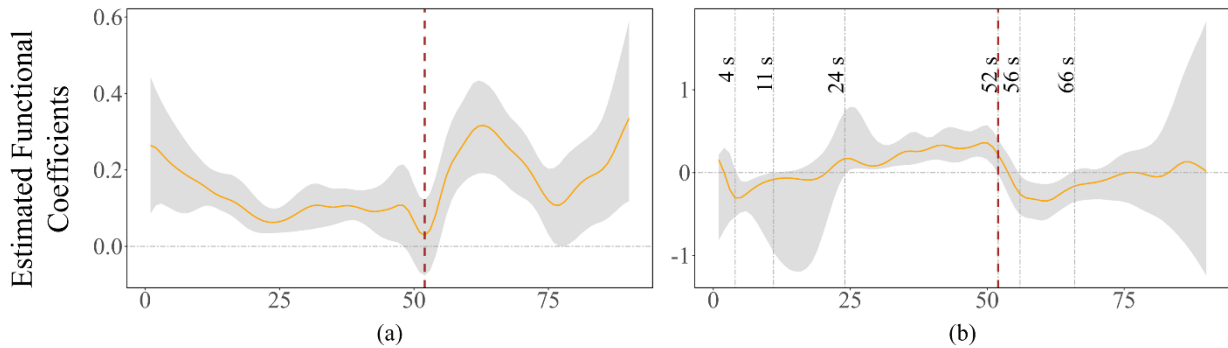 Estimated Functional
Coefficients
0.6
0.4
0.2
0.0
0
25
50
75
(a)
1
0
-1
4 s
11 s
24 s
52 s
56 s
66 s
0
25
50
75
(b)